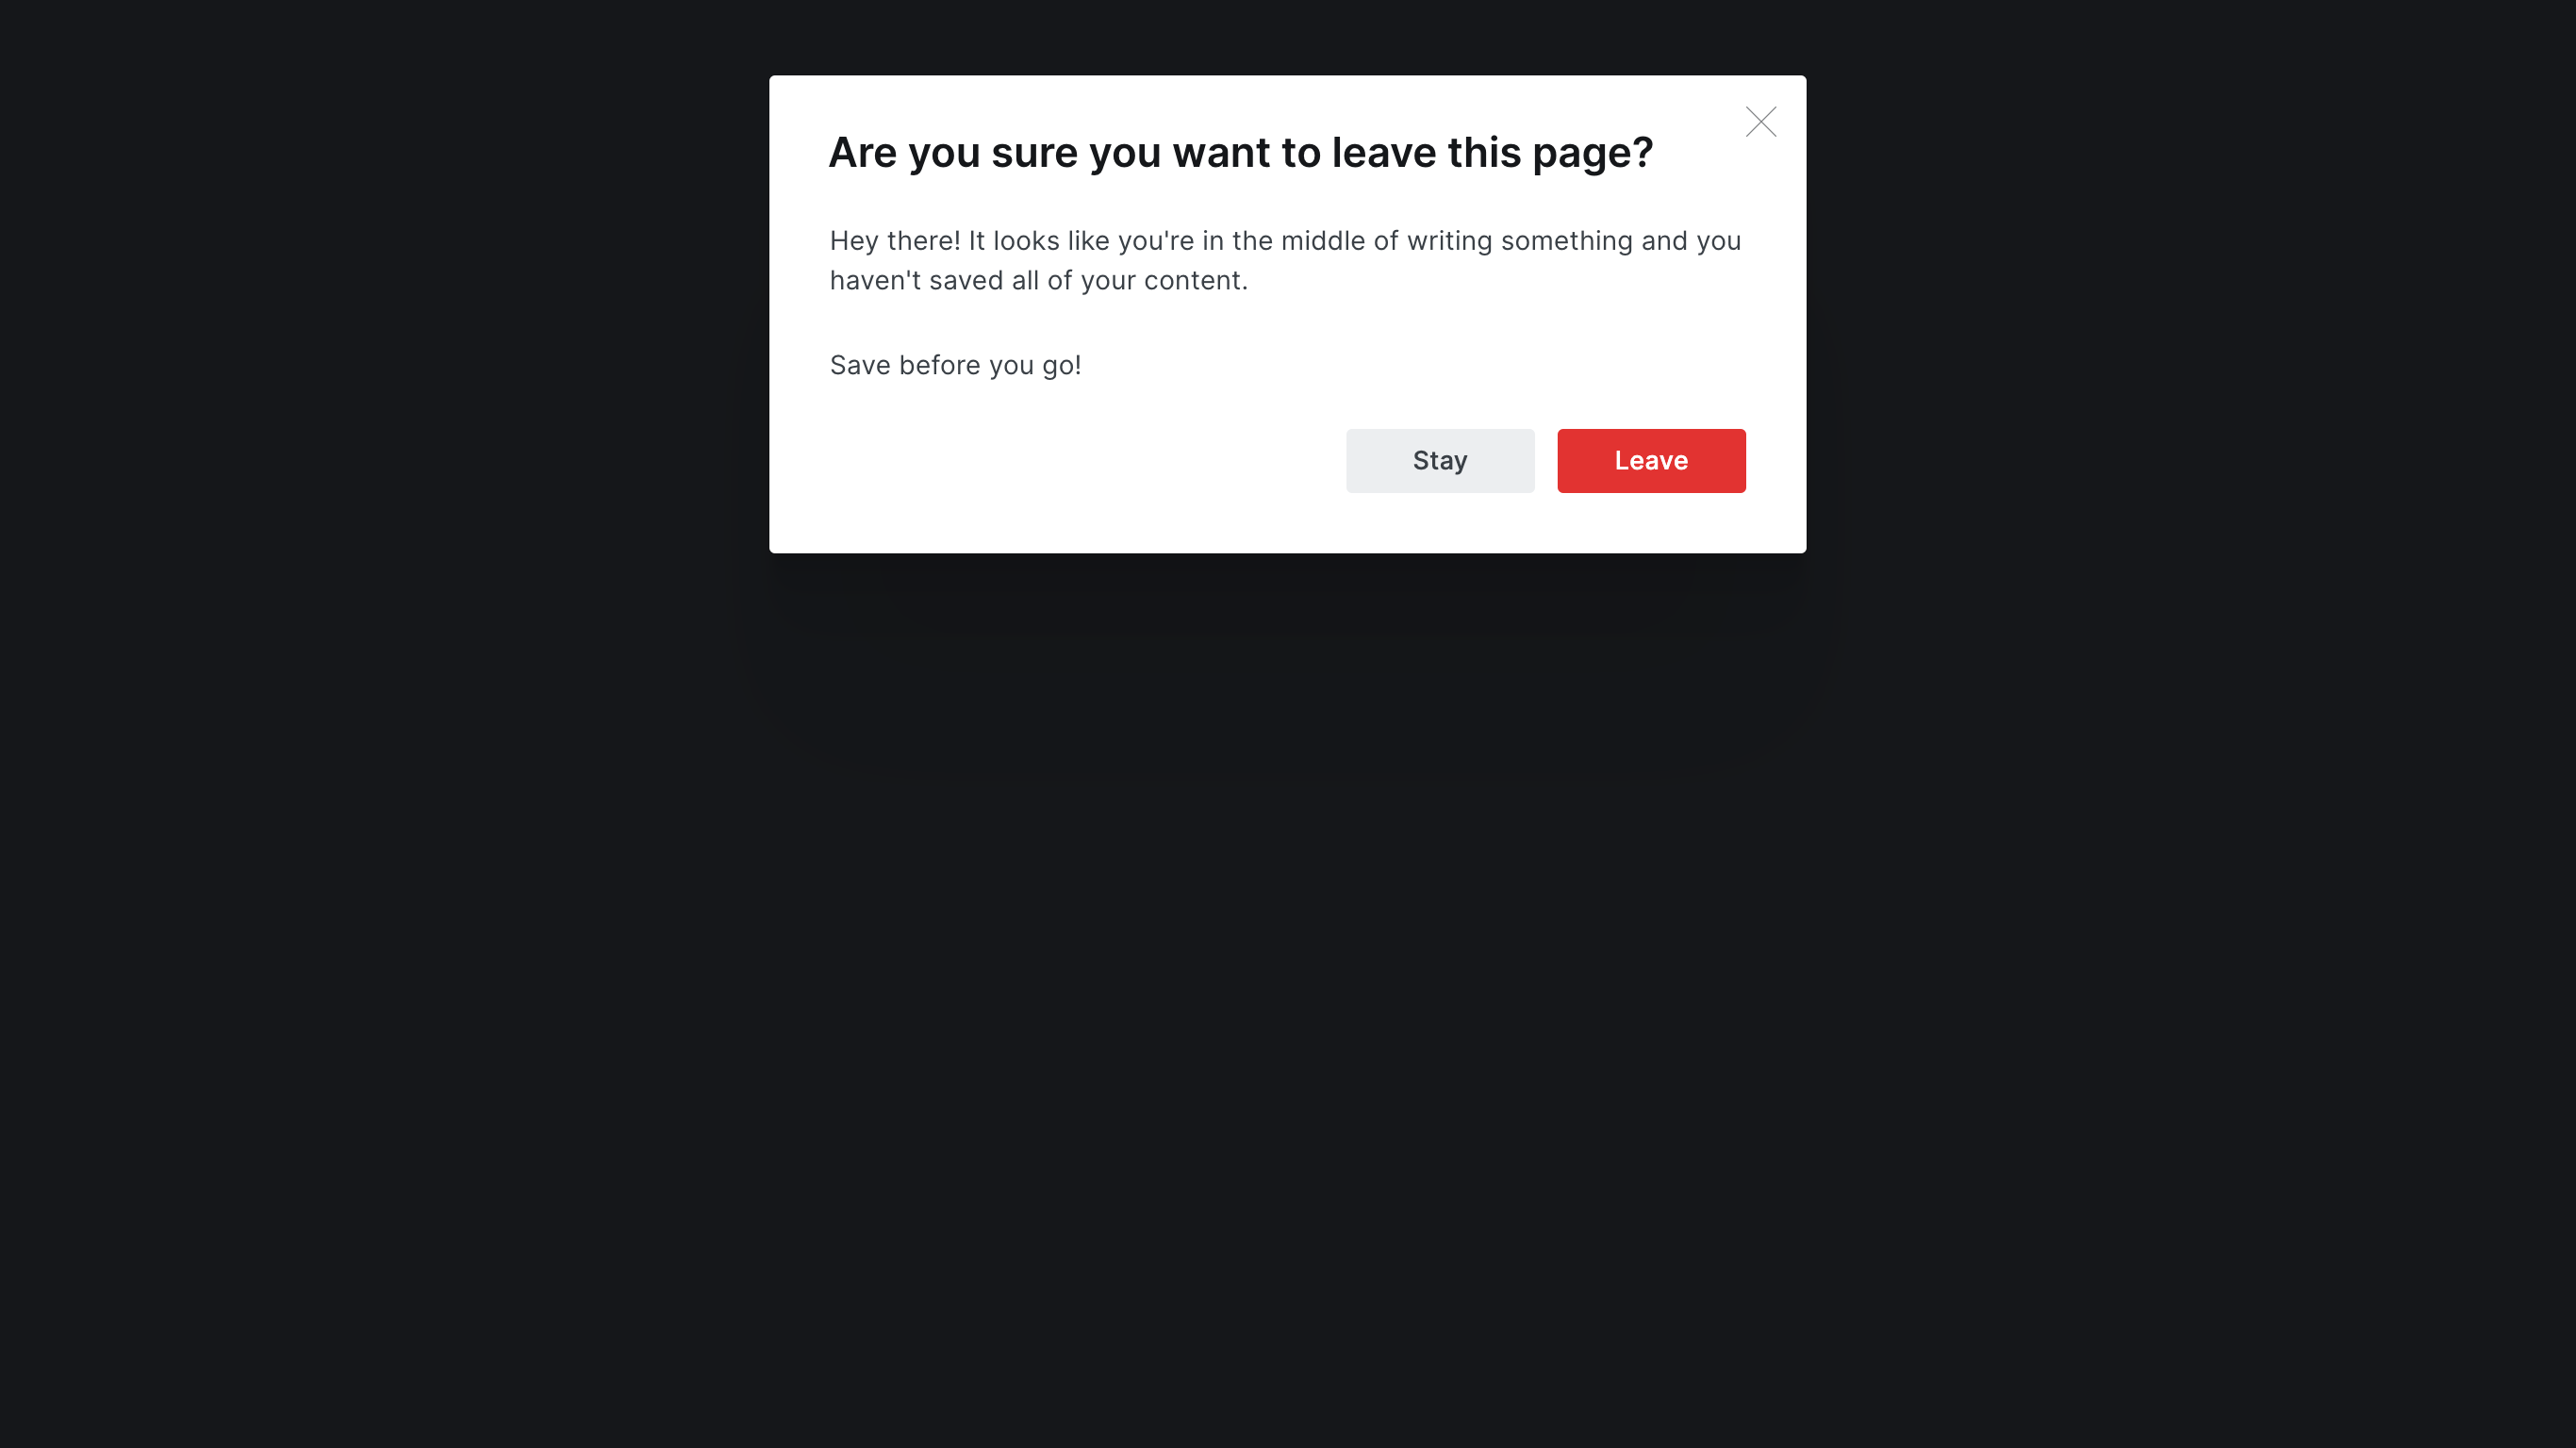 Are you sure you want to leave this page?
Hey there! It looks like you're in the middle of writing something and you
haven't saved all of your content.
Save before you go!
Stay
Leave